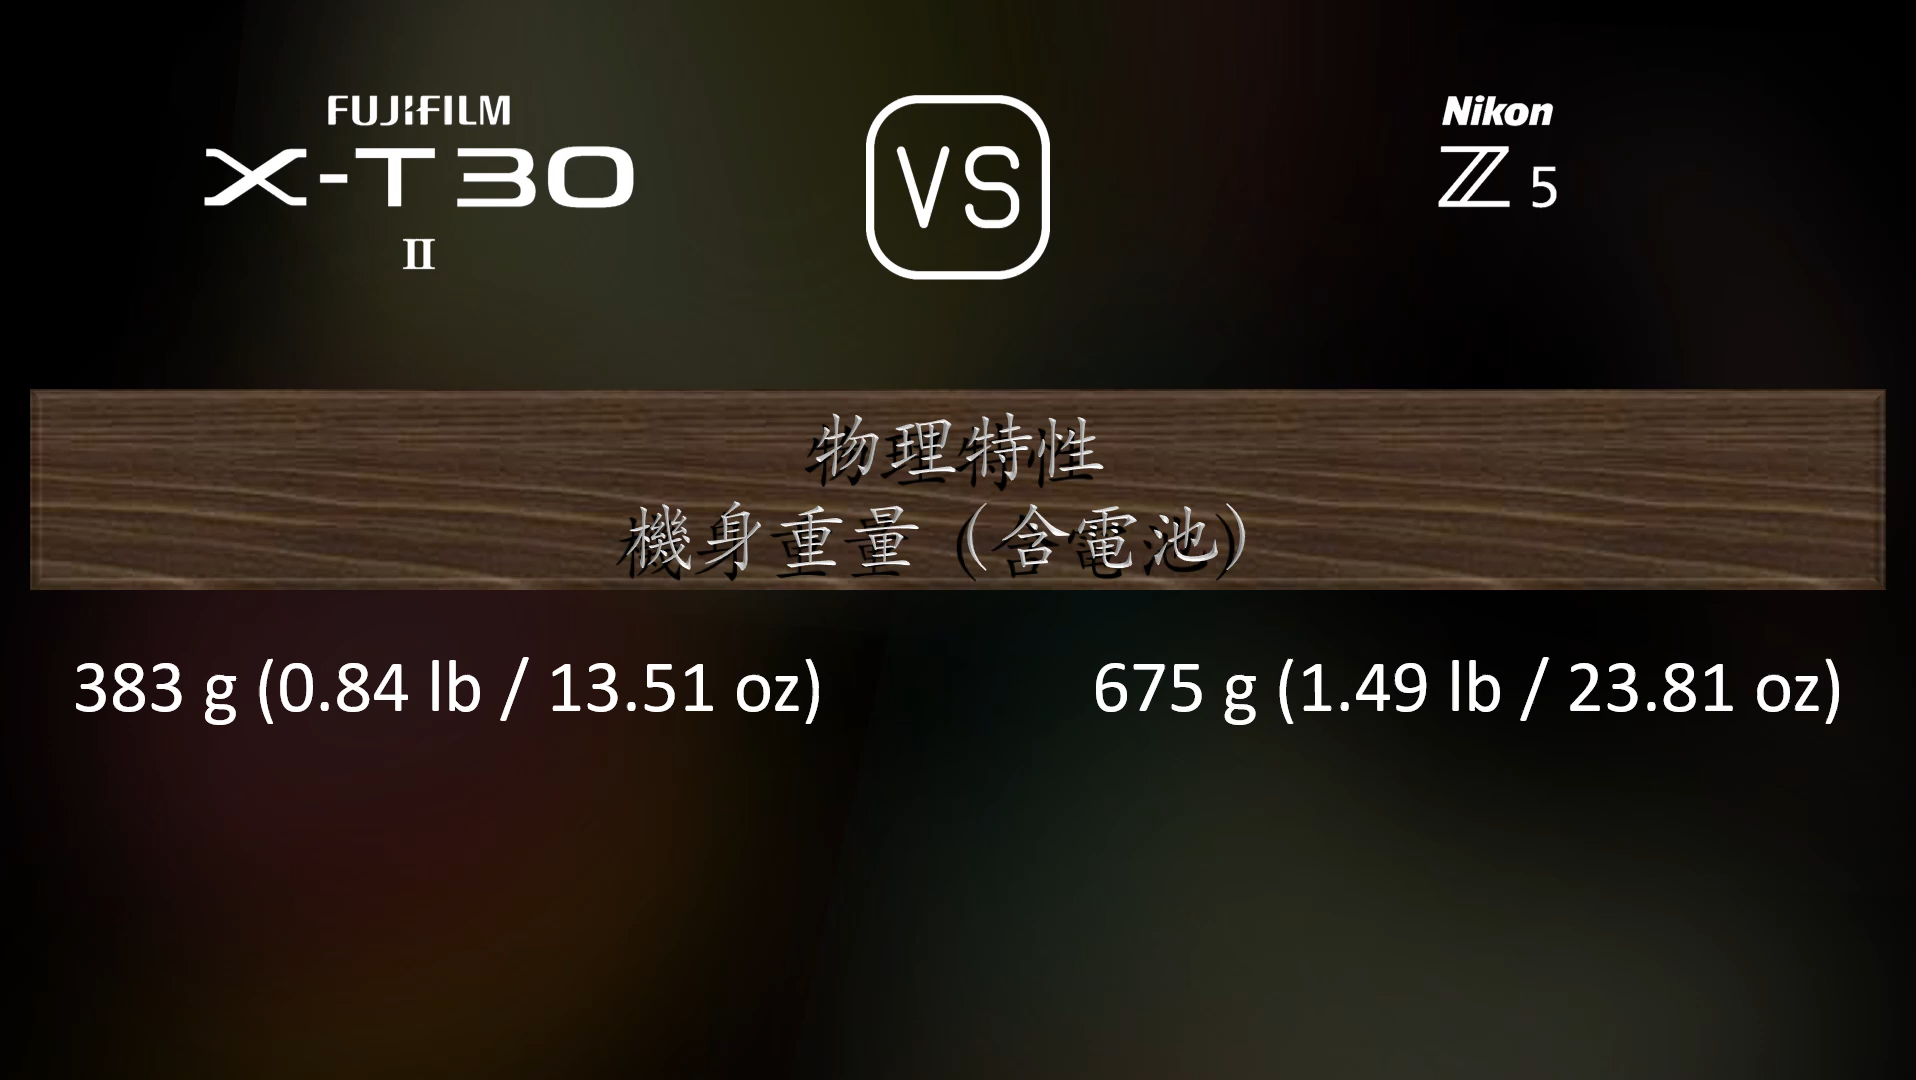 FUJIFILM
X-T30
II
VS
Nikon
Z 5
物理特性
機身重量（含電池）
383 g (0.84 lb / 13.51 oz)
675 g (1.49 lb / 23.81 oz)